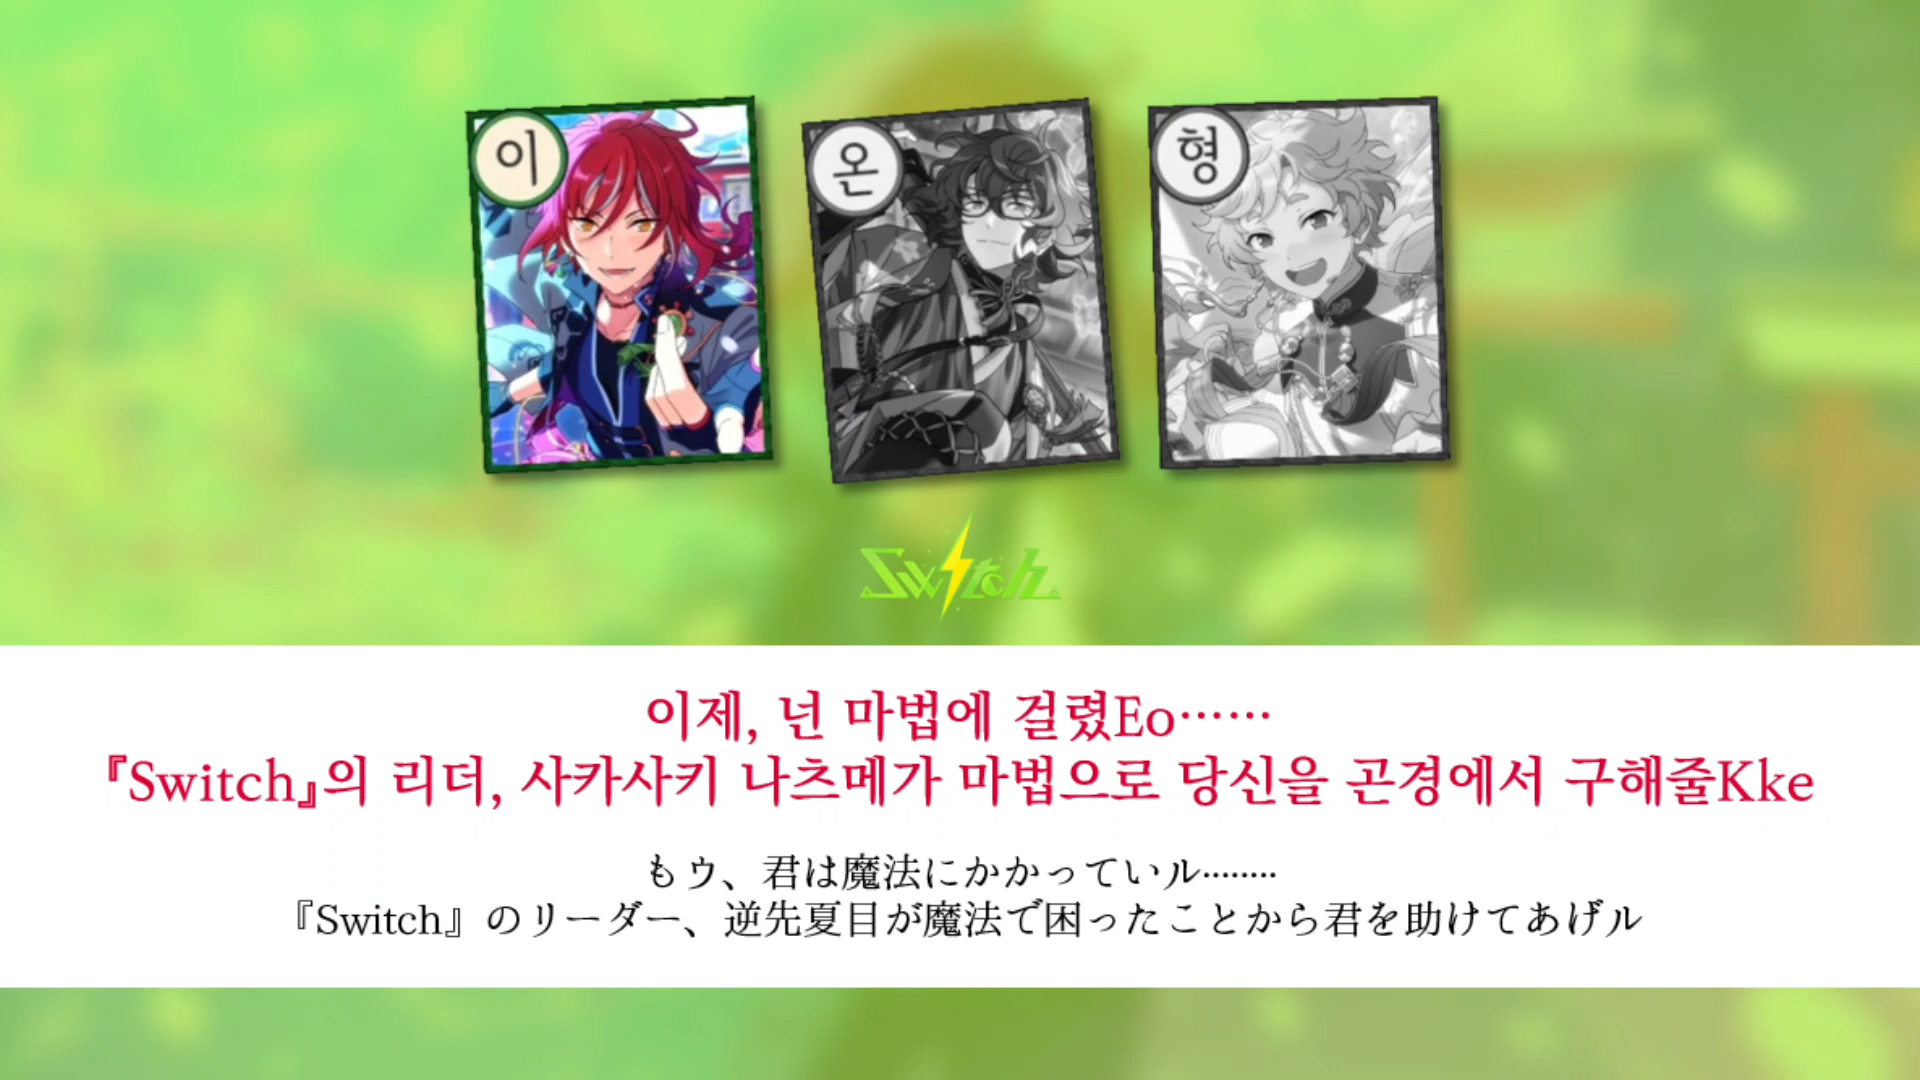 이
온
형
Switch
이제, 넌 마법에 걸렸Eo……
『Switch』의 리더, 사카사키 나츠메가 마법으로 당신을 곤경에서 구해줄Kke
もウ、君は魔法にかかっていル········
『Switch』のリーダー、逆先夏目が魔法で困ったことから君を助けてあげル